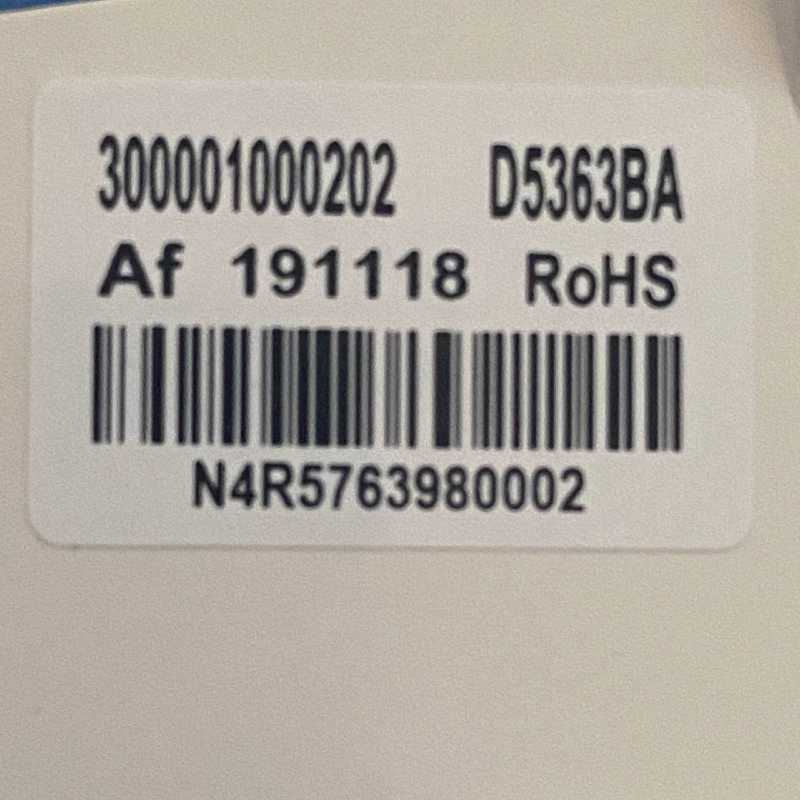 300001000202 D5363BA
Af 191118 RoHS
N4R5763980002